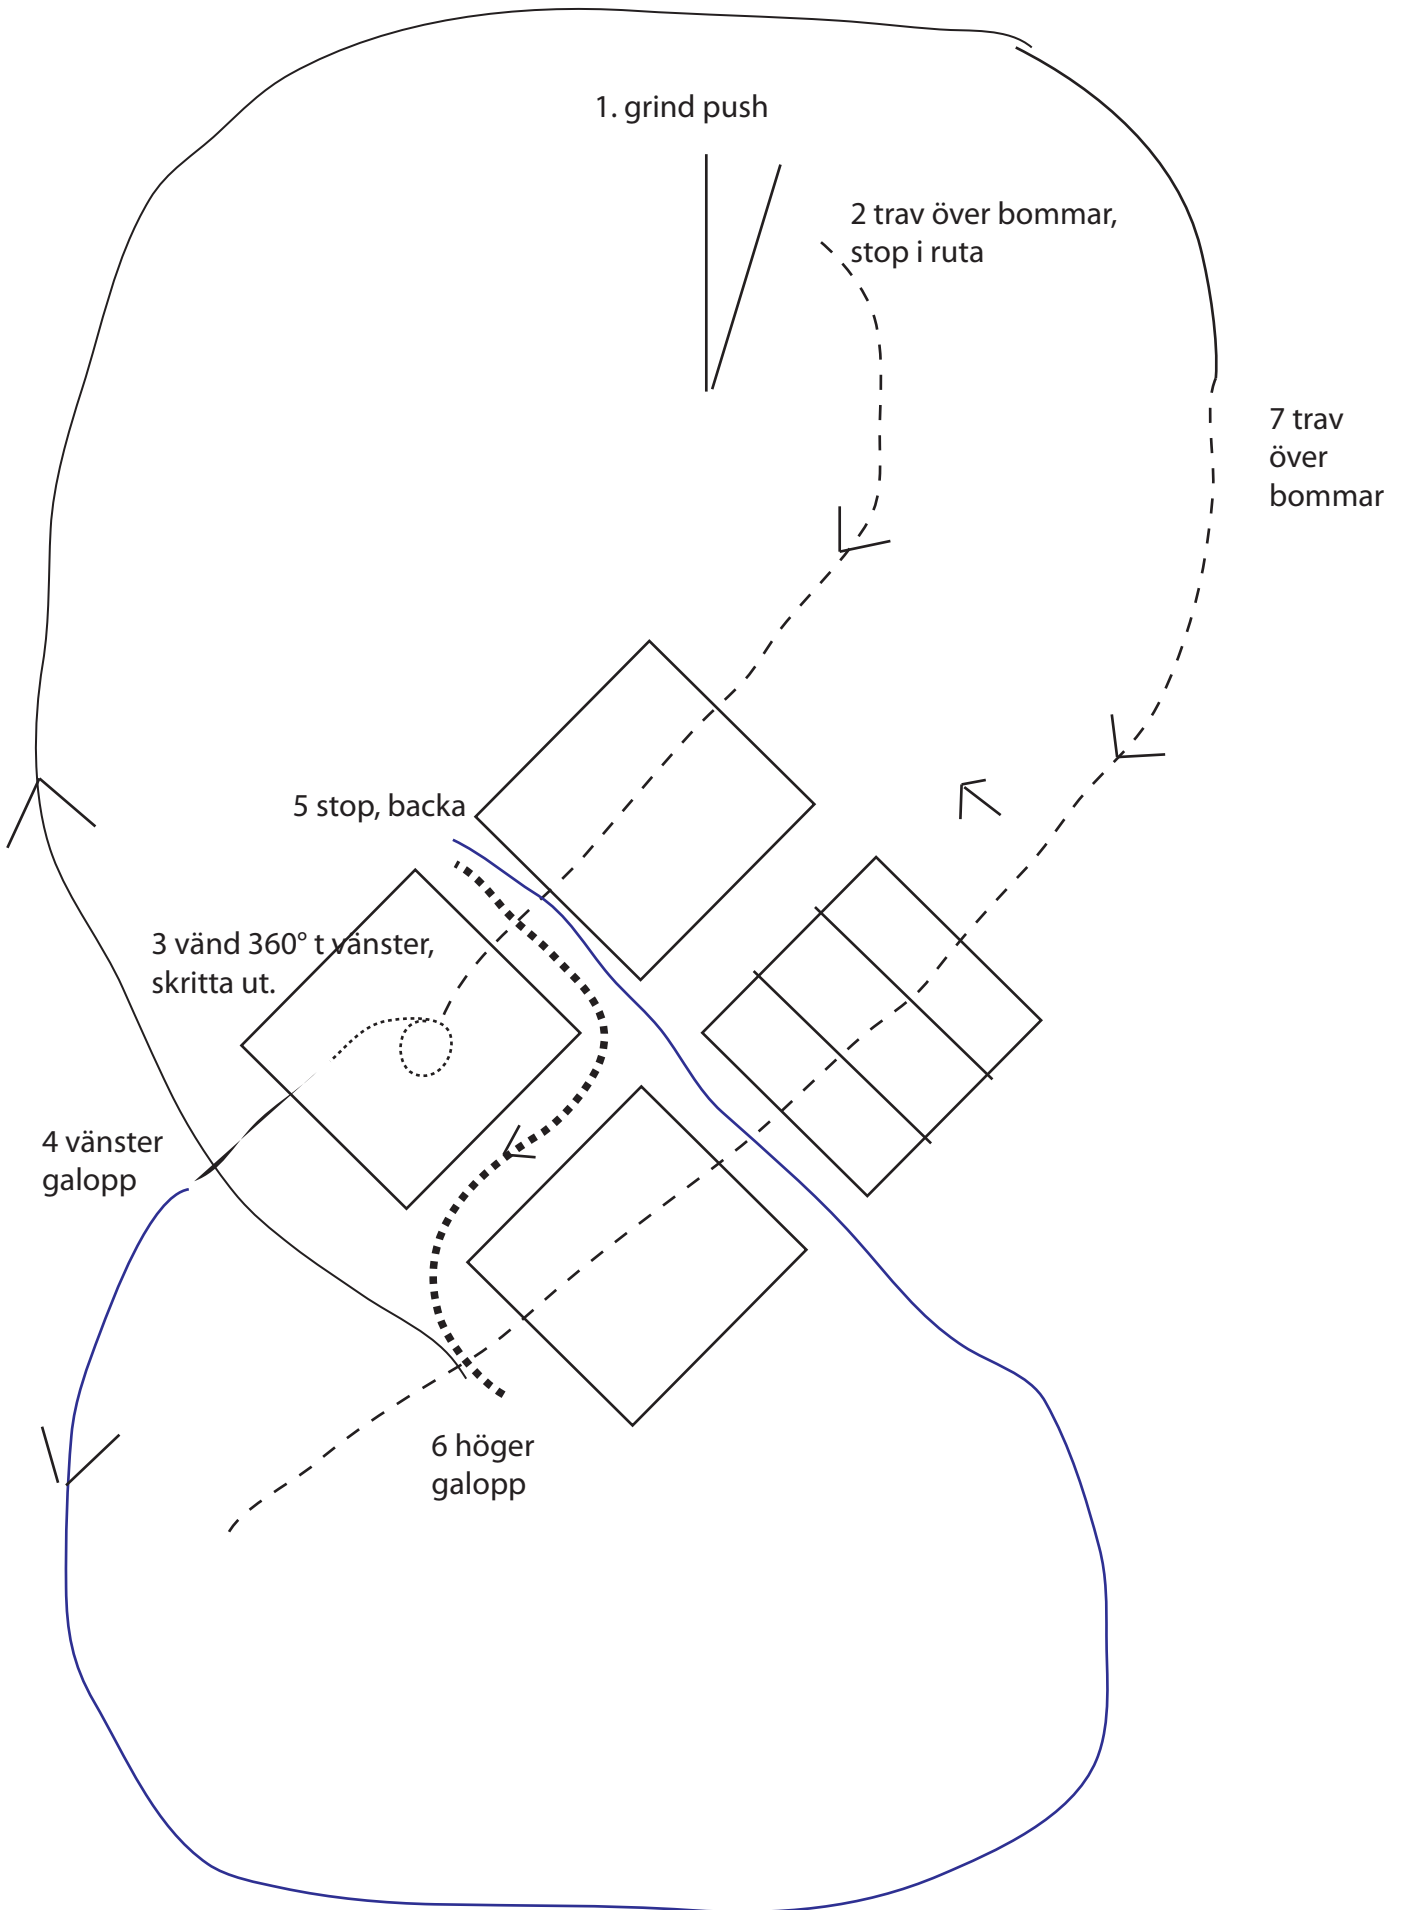 1. grind push
2 trav över bommar,
stop i ruta
7 trav
över
bommar
5 stop, backa
3 vänd 360° t vänster,
skritta ut.
4 vänster
galopp
6 höger
galopp